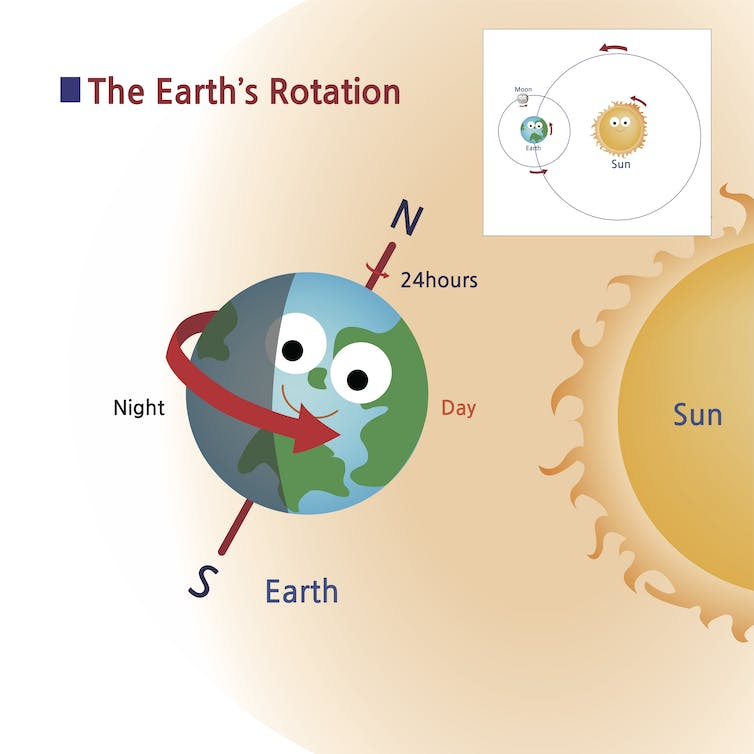 The Earth's Rotation
Moon
Earth
Sun
N
24hours
Night
Day
Sun
S
Earth